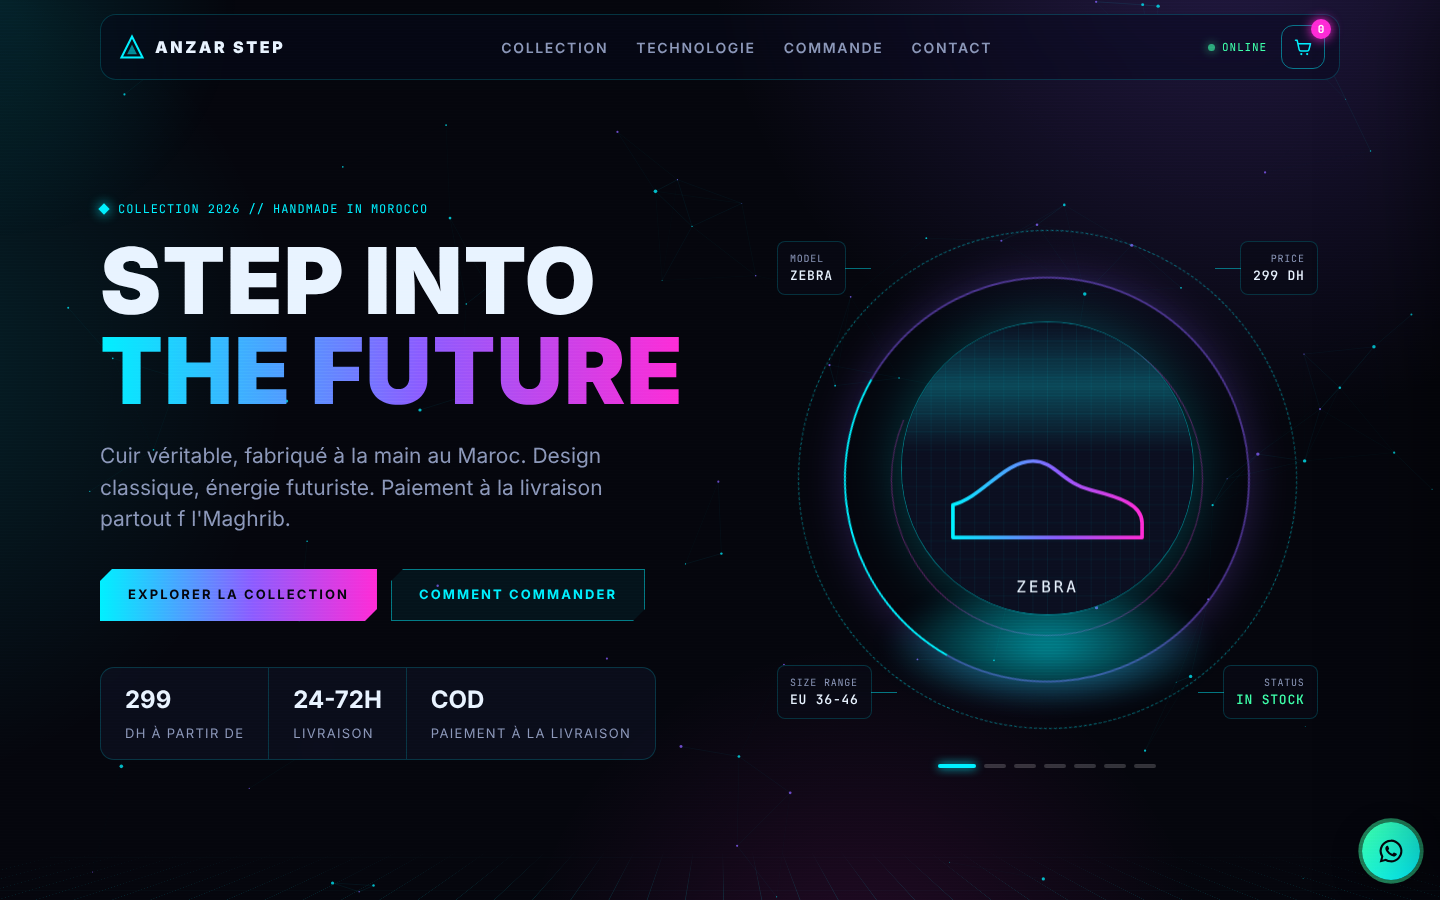 ANZAR STEP
COLLECTION
TECHNOLOGIE
COMMANDE
CONTACT
ONLINE
0
COLLECTION 2026 // HANDMADE IN MOROCCO
STEP INTO
THE FUTURE
Cuir véritable, fabriqué à la main au Maroc. Design
classique, énergie futuriste. Paiement à la livraison
partout f l'Maghrib.
EXPLORER LA COLLECTION
COMMENT COMMANDER
299
DH À PARTIR DE
24-72H
LIVRAISON
COD
PAIEMENT À LA LIVRAISON
MODEL
ZEBRA
PRICE
299 DH
ZEBRA
SIZE RANGE
EU 36-46
STATUS
IN STOCK